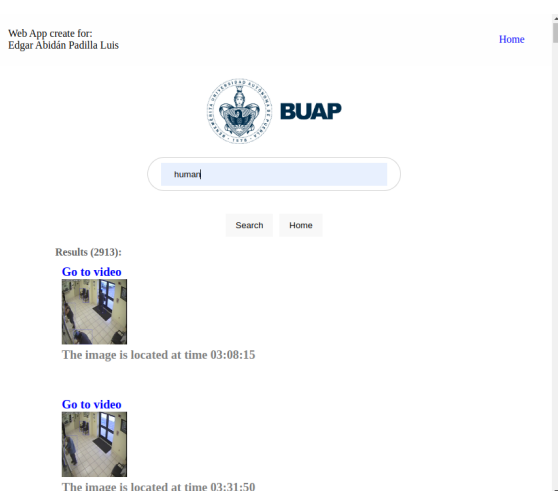 Web App create for:
Edgar Abidán Padilla Luis
Home
BUAP
human
Search
Home
Results (2913):
Go to video
The image is located at time 03:08:15
Go to video
The image is located at time 03:31:50